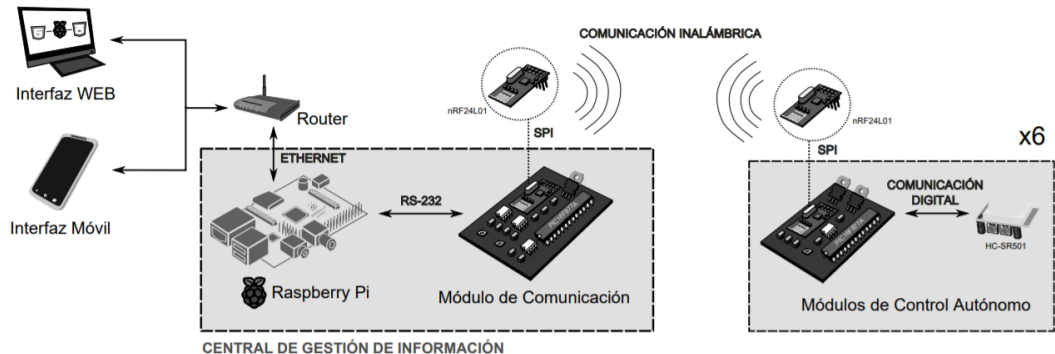 COMUNICACIÓN INALÁMBRICA
Interfaz WEB
nRF24L01
nRF24L01
Router
SPI
SPI
x6
ETHERNET
RS-232
COMUNICACIÓN
DIGITAL
Interfaz Móvil
HC-SR501
Raspberry Pi
Módulo de Comunicación
Módulos de Control Autónomo
CENTRAL DE GESTIÓN DE INFORMACIÓN